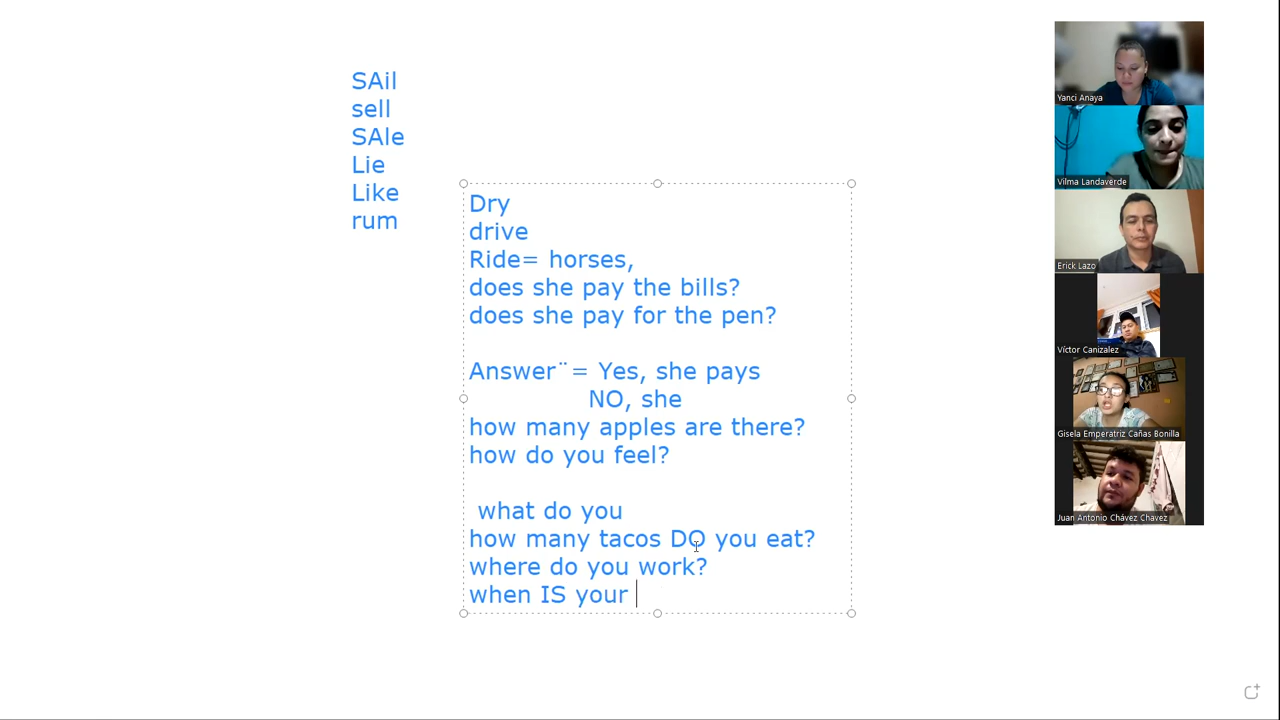 SAil
sell
SAle
Lie
Like
rum
Dry
drive
Ride= horses,
does she pay the bills?
does she pay for the pen?
Answer¨= Yes, she pays
NO, she
how many apples are there?
how do you feel?
what do you
how many tacos DO you eat?
where do you work?
when IS your
Yanci Anaya
Vilma Landaverde
Erick Lazo
Víctor Canizalez
Gisela Emperatriz Cañas Bonilla
Juan Antonio Chávez Chavez